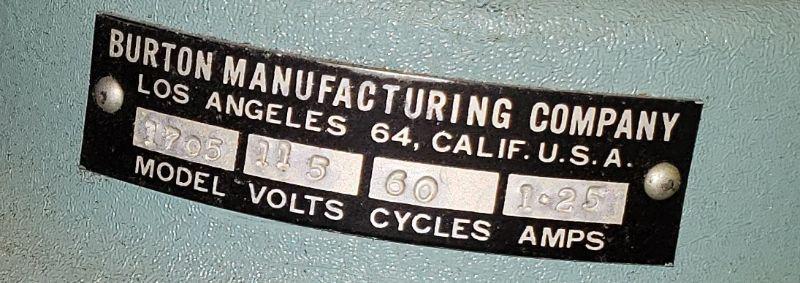 BURTON MANUFACTURING COMPANY
LOS ANGELES 64, CALIF. U.S.A.
1705 115 60 1.25
MODEL VOLTS CYCLES AMPS